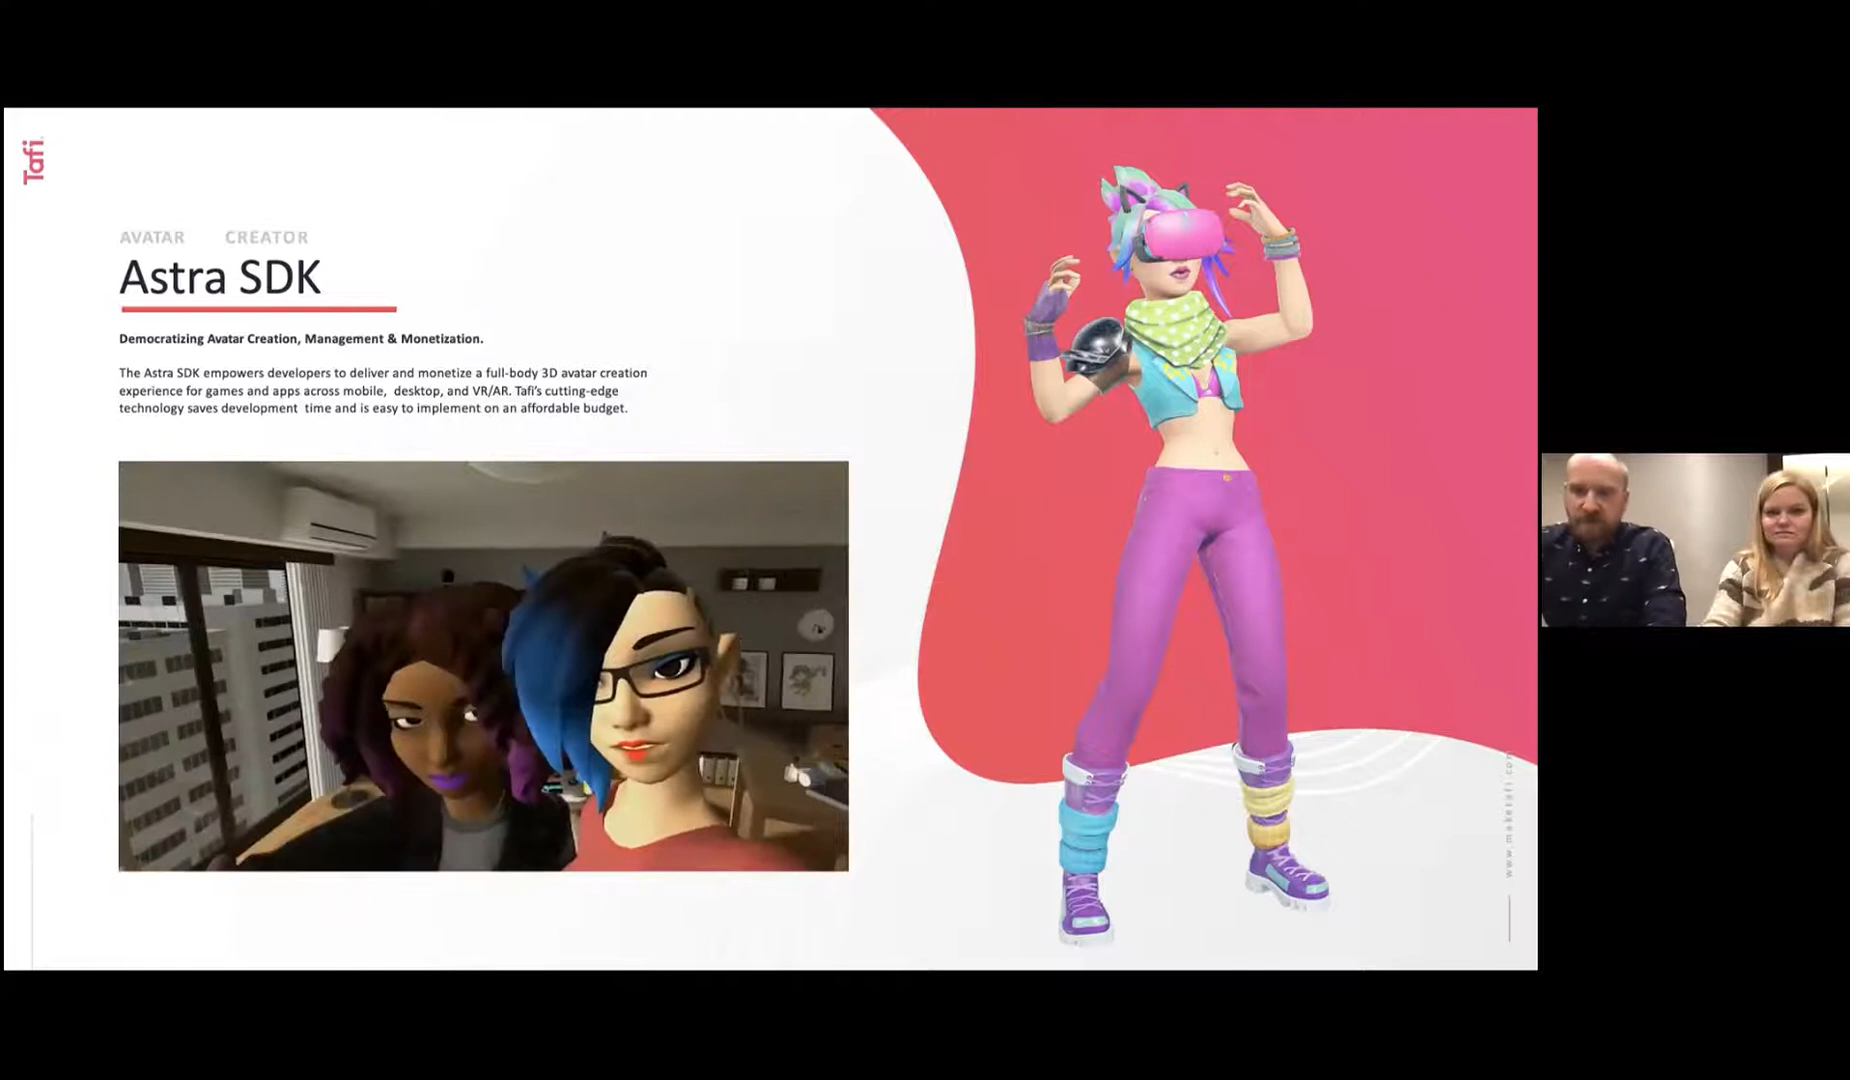 Tafi
AVATAR CREATOR
Astra SDK
Democratizing Avatar Creation, Management & Monetization.
The Astra SDK empowers developers to deliver and monetize a full-body 3D avatar creation
experience for games and apps across mobile, desktop, and VR/AR. Tafi's cutting-edge
technology saves development time and is easy to implement on an affordable budget.
www.maketafi.com